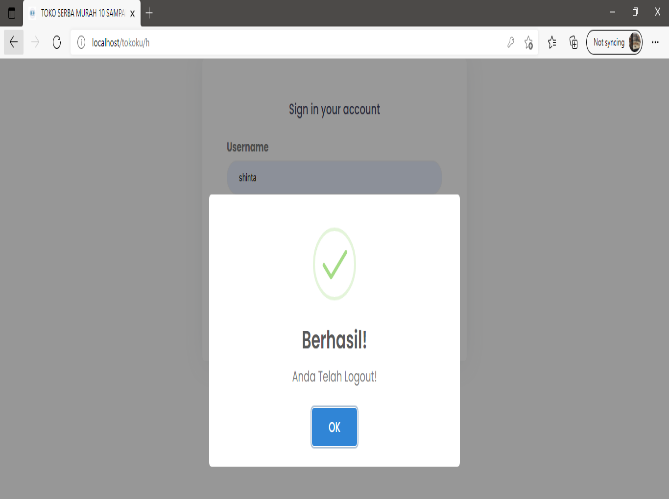 TOKO SERBA MURAH 10 SAMPA
localhost/tokoku/h
Not syncing
Sign in your account
Username
shinta
Berhasil!
Anda Telah Logout!
OK